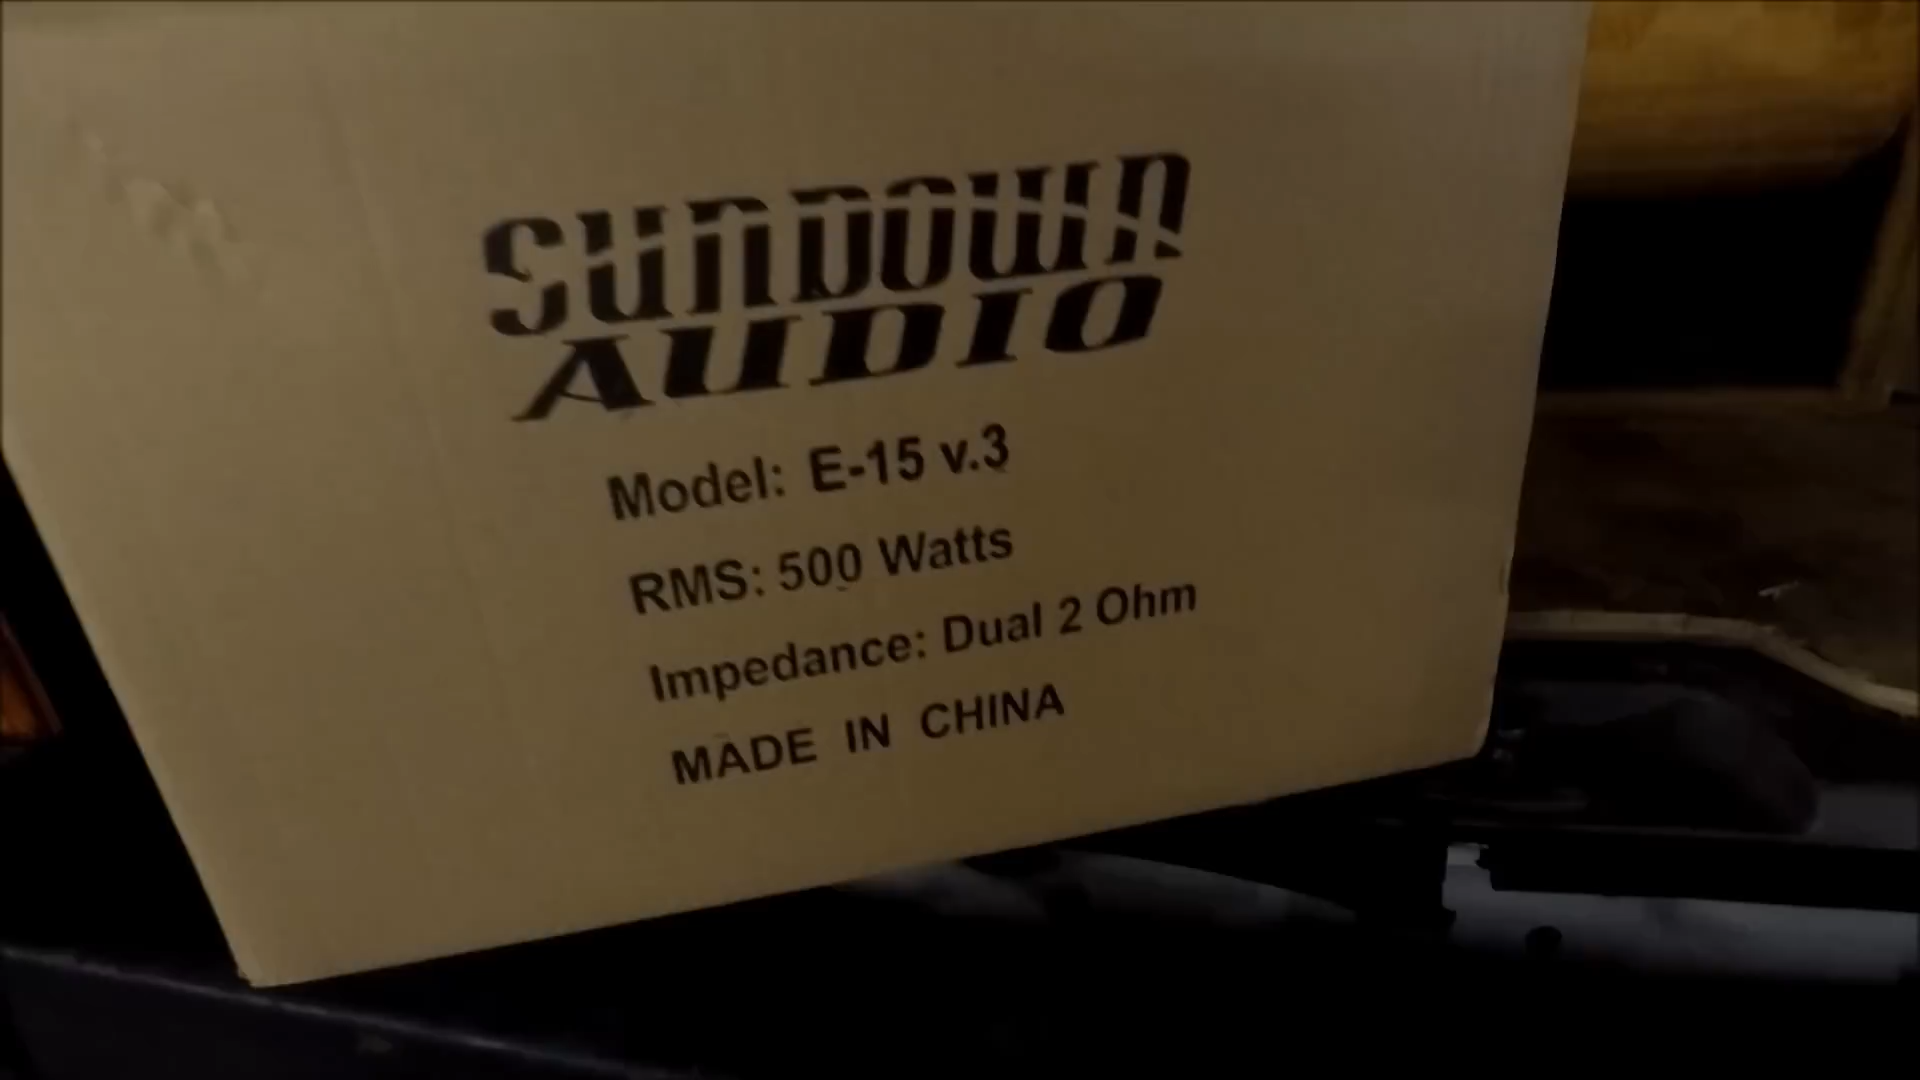 SUNDOWN
AUDIO
Model: E-15 v.3
RMS: 500 Watts
Impedance: Dual 2 Ohm
MADE IN CHINA